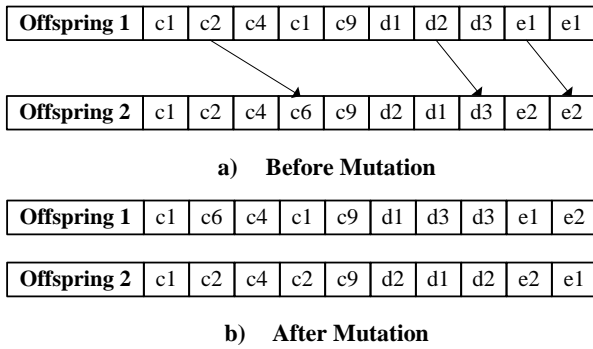 Offspring 1 c1 c2 c4 c1 c9 d1 d2 d3 e1 e1
Offspring 2 c1 c2 c4 c6 c9 d2 d1 d3 e2 e2
a) Before Mutation
Offspring 1 c1 c6 c4 c1 c9 d1 d3 d3 e1 e2
Offspring 2 c1 c2 c4 c2 c9 d2 d1 d2 e2 e1
b) After Mutation